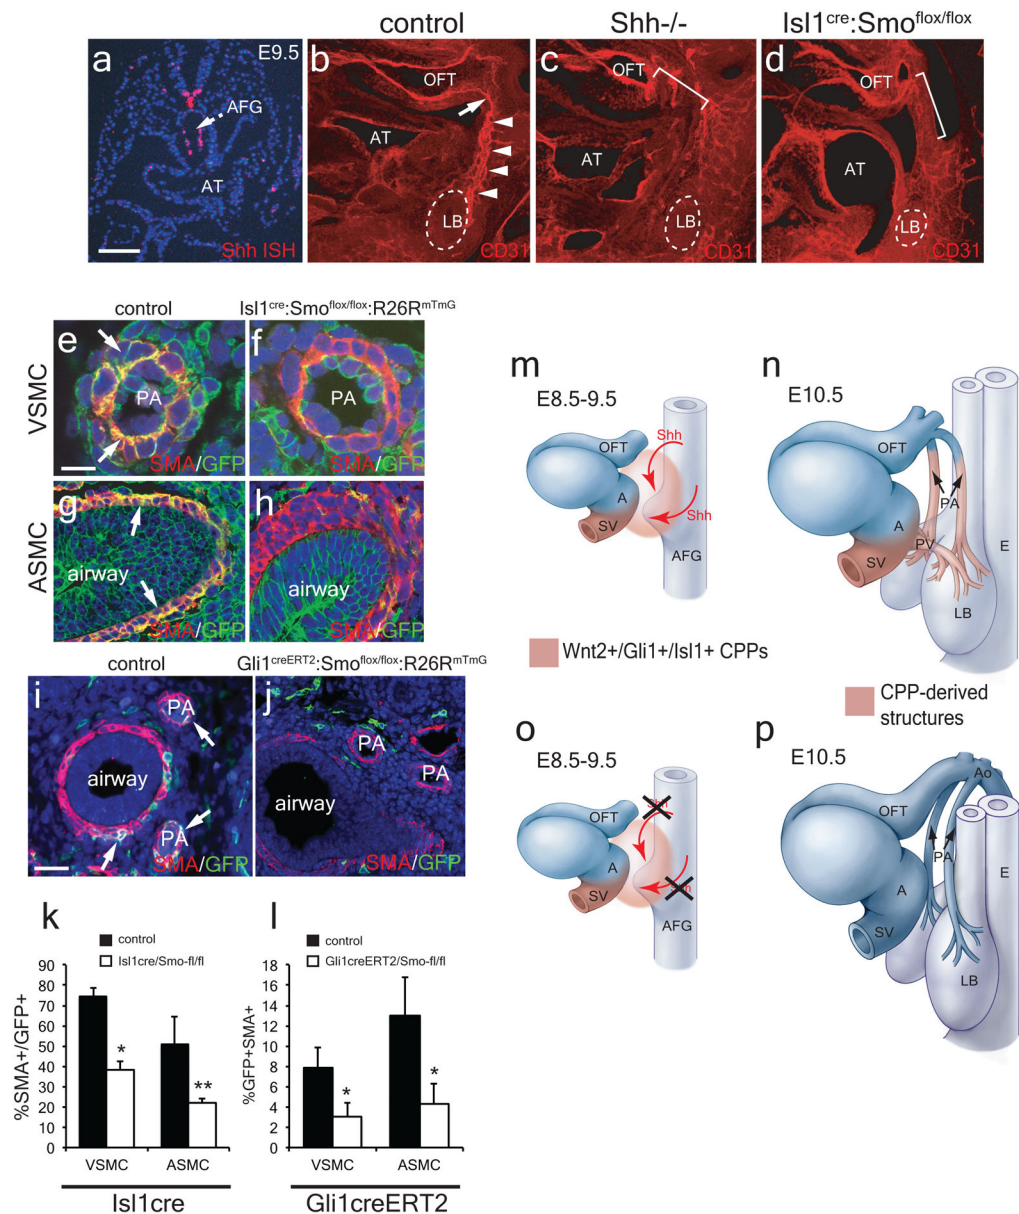 control
Shh-/-
Isl1cre:Smoflox/flox
a
E9.5
AFG
AT
Shh ISH
b
OFT
AT
LB
CD31
c
OFT
AT
LB
CD31
d
OFT
AT
LB
CD31
control
Isl1cre:Smoflox/flox:R26RmTmG
VSMC
e
PA
SMA/GFP
f
PA
SMA/GFP
ASMC
g
airway
SMA/GFP
h
airway
SMA/GFP
control
Gli1creERT2:Smoflox/flox:R26RmTmG
i
PA
airway
PA
SMA/GFP
j
PA
PA
airway
SMA/GFP
k
control
Isl1cre/Smo-fl/fl
%SMA+/GFP+
90
80
70
60
50
40
30
20
10
0
*
**
VSMC
ASMC
Isl1cre
l
control
Gli1creERT2/Smo-fl/fl
%GFP+SMA+
18
16
14
12
10
8
6
4
2
0
*
*
VSMC
ASMC
Gli1creERT2
m
E8.5-9.5
OFT
Shh
A
SV
Shh
AFG
Wnt2+/Gli1+/Isl1+ CPPs
n
E10.5
OFT
PA
A
PV
SV
E
LB
CPP-derived
structures
o
E8.5-9.5
OFT
A
SV
AFG
p
E10.5
Ao
OFT
PA
A
E
SV
LB